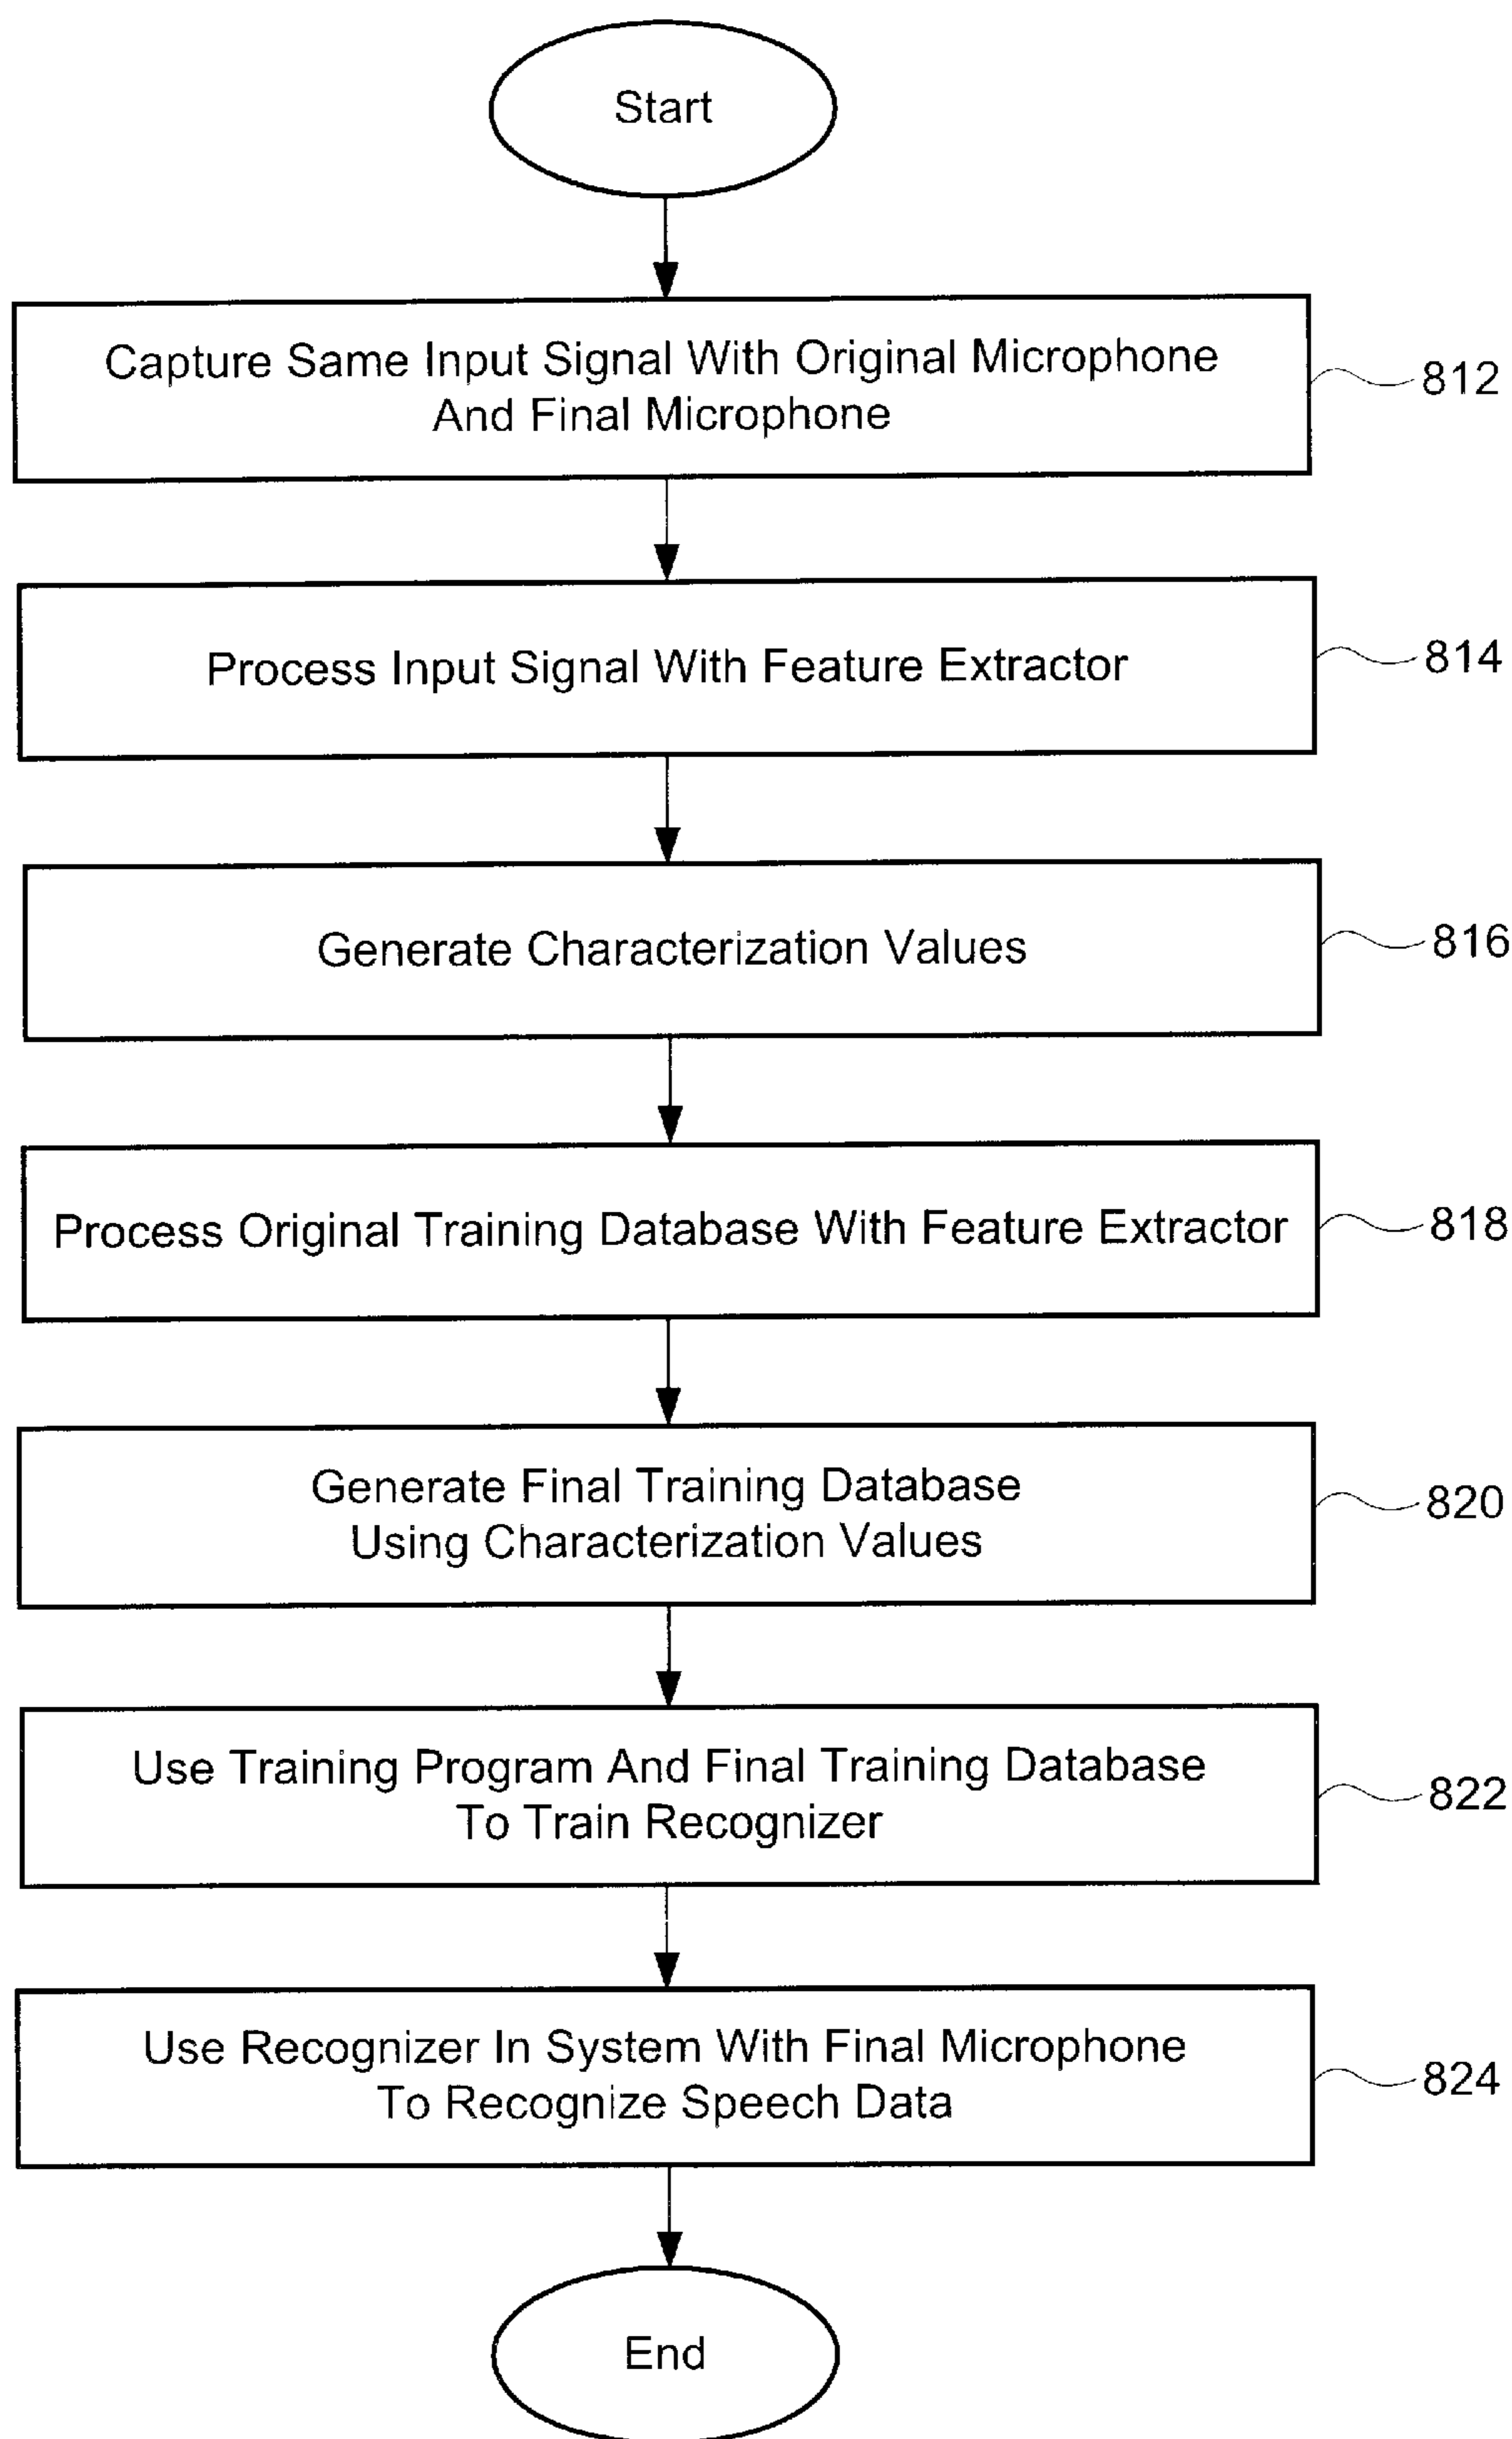 Start
Capture Same Input Signal With Original Microphone
And Final Microphone
812
Process Input Signal With Feature Extractor
814
Generate Characterization Values
816
Process Original Training Database With Feature Extractor
818
Generate Final Training Database
Using Characterization Values
820
Use Training Program And Final Training Database
To Train Recognizer
822
Use Recognizer In System With Final Microphone
To Recognize Speech Data
824
End